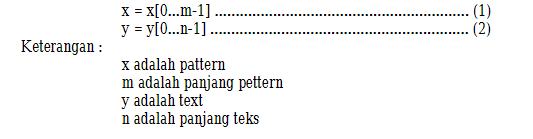 x = x[0...m-1] ................................................................ (1)
y = y[0...n-1] ................................................................. (2)
Keterangan :
x adalah pattern
m adalah panjang pettern
y adalah text
n adalah panjang teks